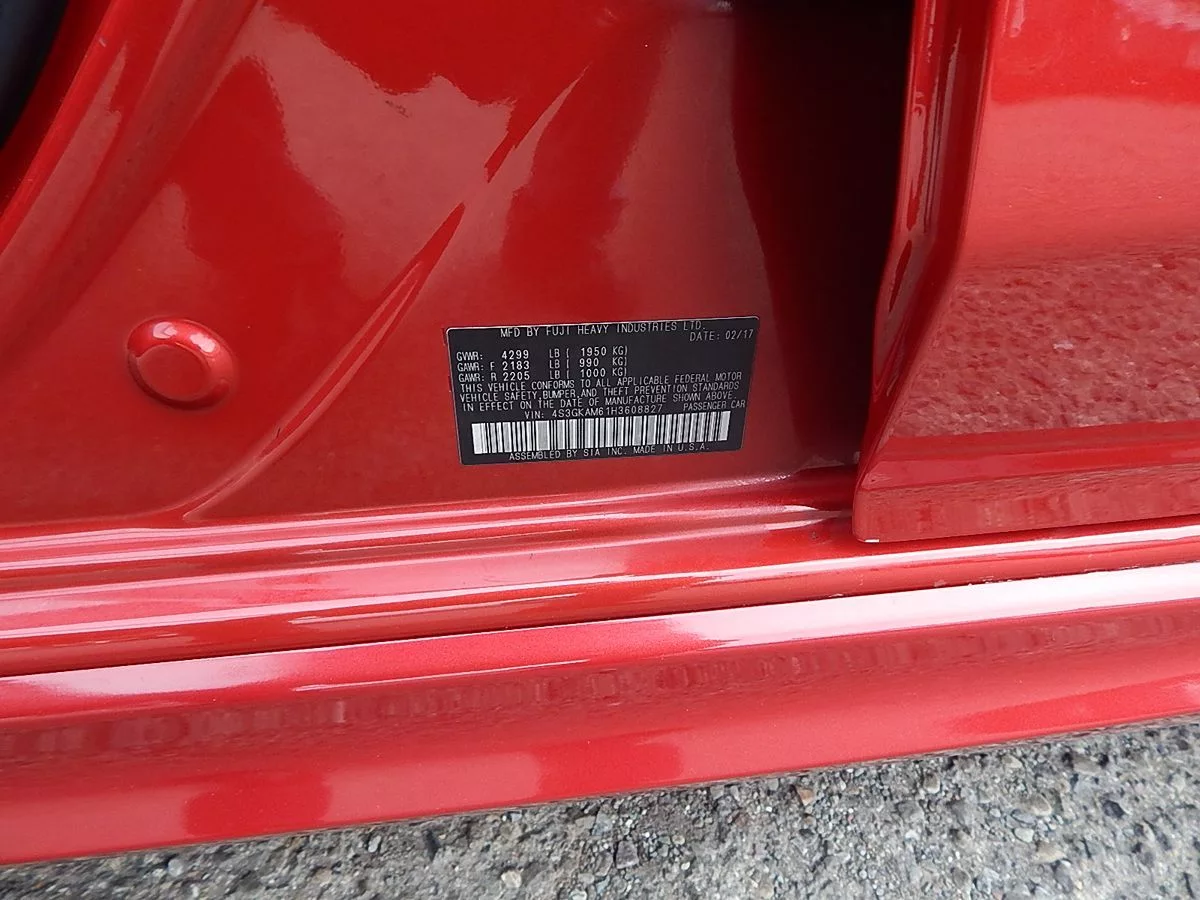 MFD BY FUJI HEAVY INDUSTRIES LTD.
DATE: 02/17
GVWR: 4299 LB ( 1950 KG)
GAWR: F 2183 LB ( 990 KG)
GAWR: R 2205 LB ( 1000 KG)
THIS VEHICLE CONFORMS TO ALL APPLICABLE FEDERAL MOTOR
VEHICLE SAFETY,BUMPER,AND THEFT PREVENTION STANDARDS
IN EFFECT ON THE DATE OF MANUFACTURE SHOWN ABOVE.
VIN: 4S3GKAM61H3608827 PASSENGER CAR
ASSEMBLED BY SIA INC. MADE IN U.S.A.